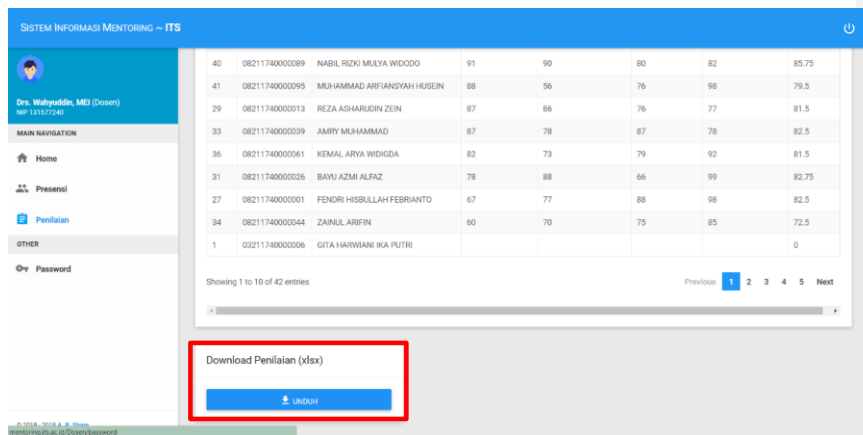 SISTEM INFORMASI MENTORING ~ ITS
Drs. Wahyuddin, MEI (Dosen)
NIP 131577240
MAIN NAVIGATION
Home
Presensi
Penilaian
OTHER
Password
40 08211740000089 NABIL RIZKI MULYA WIDODO 91 90 80 82 85.75
41 08211740000095 MUHAMMAD ARFIANSYAH HUSEIN 88 56 76 98 79.5
29 08211740000013 REZA ASHARUDIN ZEIN 87 86 76 77 81.5
33 08211740000039 AMRY MUHAMMAD 87 78 87 78 82.5
36 08211740000061 KEMAL ARYA WIDIGDA 82 73 79 92 81.5
31 08211740000026 BAYU AZMI ALFAZ 78 88 66 99 82.75
27 08211740000001 FENDRI HISBULLAH FEBRIANTO 67 77 88 98 82.5
34 08211740000044 ZAINUL ARIFIN 60 70 75 85 72.5
1 03211740000006 GITA HARWIANI IKA PUTRI 0
Showing 1 to 10 of 42 entries
Previous 1 2 3 4 5 Next
Download Penilaian (xlsx)
UNDUH
mentoring.its.ac.id/Dosen/password